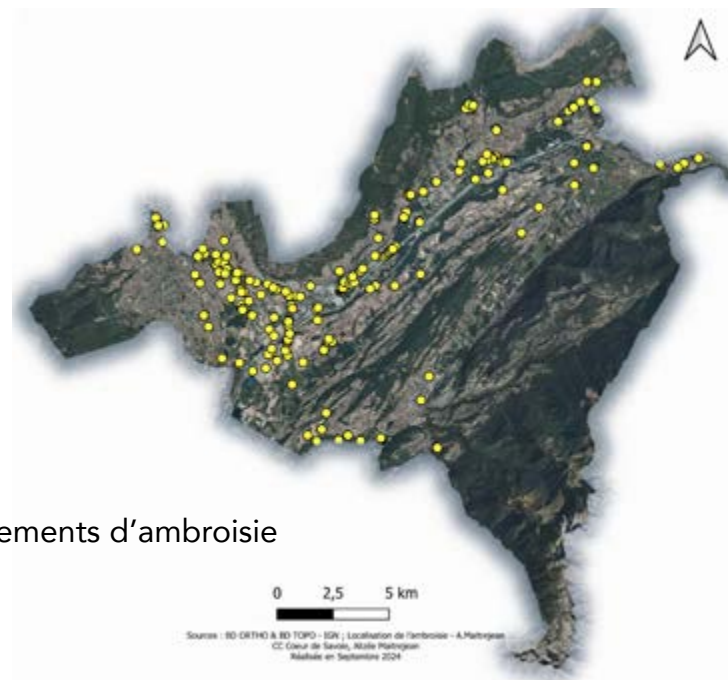 ements d’ambroisie
0 2,5 5 km
Sources : BD ORTHO & BD TOPO - IGN ; Localisation de l'ambroisie - A.Maitrejean
CC Coeur de Savoie, Alizée Maitrejean
Réalisée en Septembre 2024